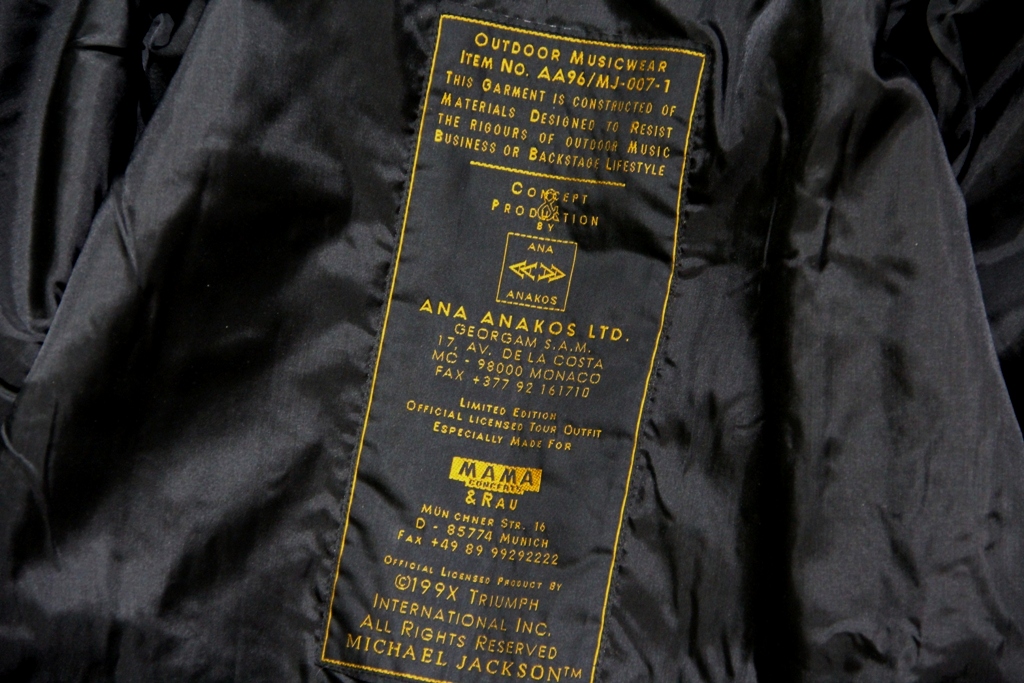 OUTDOOR MUSICWEAR
ITEM NO. AA96/MJ-007-1
THIS GARMENT IS CONSTRUCTED OF
MATERIALS DESIGNED TO RESIST
THE RIGOURS OF OUTDOOR MUSIC
BUSINESS OR BACKSTAGE LIFESTYLE
CONCEPT
&
PRODUCTION
BY
ANA
ANAKOS
ANA ANAKOS LTD.
GEORGAM S.A.M.
17, AV. DE LA COSTA
MC - 98000 MONACO
FAX +377 92 161710
LIMITED EDITION
OFFICIAL LICENSED TOUR OUTFIT
ESPECIALLY MADE FOR
MAMA
CONCERTS
& RAU
MÜNCHNER STR. 16
D - 85774 MUNICH
FAX +49 89 99292222
OFFICIAL LICENSED PRODUCT BY
©199X TRIUMPH
INTERNATIONAL INC.
ALL RIGHTS RESERVED
MICHAEL JACKSON™